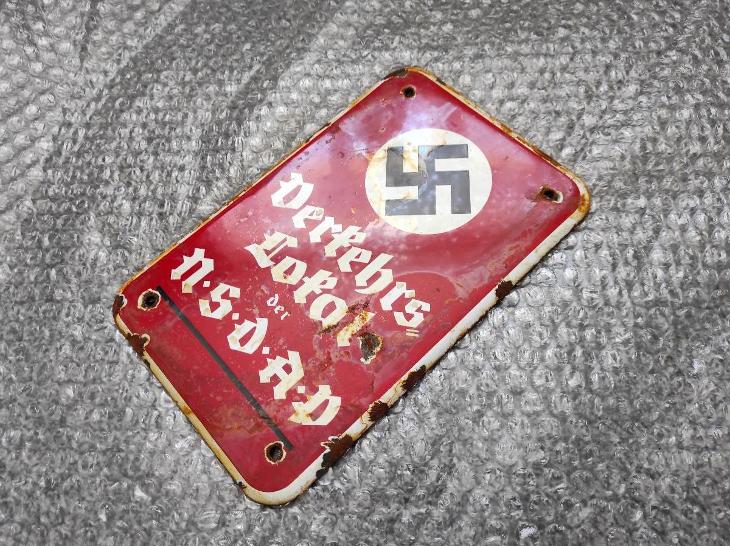 Verkehrs=
Lokal
der
N.S.D.A.P